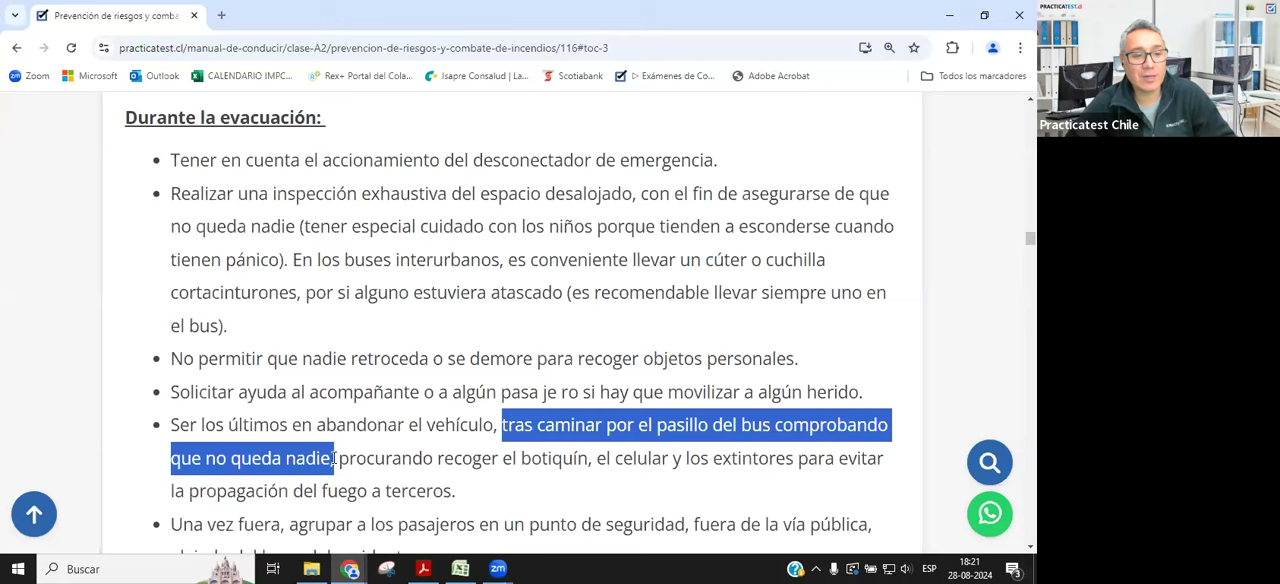 Prevención de riesgos y comba
practicatest.cl/manual-de-conducir/clase-A2/prevencion-de-riesgos-y-combate-de-incendios/116#toc-3
Zoom
Microsoft
Outlook
CALENDARIO IMPC...
Rex+ Portal del Cola...
Isapre Consalud | La...
Scotiabank
▷ Exámenes de Co...
Adobe Acrobat
Todos los marcadores
PRACTICATEST.cl
Practicatest Chile
Durante la evacuación:
• Tener en cuenta el accionamiento del desconectador de emergencia.
• Realizar una inspección exhaustiva del espacio desalojado, con el fin de asegurarse de que
no queda nadie (tener especial cuidado con los niños porque tienden a esconderse cuando
tienen pánico). En los buses interurbanos, es conveniente llevar un cúter o cuchilla
cortacinturones, por si alguno estuviera atascado (es recomendable llevar siempre uno en
el bus).
• No permitir que nadie retroceda o se demore para recoger objetos personales.
• Solicitar ayuda al acompañante o a algún pasa je ro si hay que movilizar a algún herido.
• Ser los últimos en abandonar el vehículo, tras caminar por el pasillo del bus comprobando
que no queda nadie, procurando recoger el botiquín, el celular y los extintores para evitar
la propagación del fuego a terceros.
• Una vez fuera, agrupar a los pasajeros en un punto de seguridad, fuera de la vía pública,
Buscar
ESP
18:21
28-08-2024
3